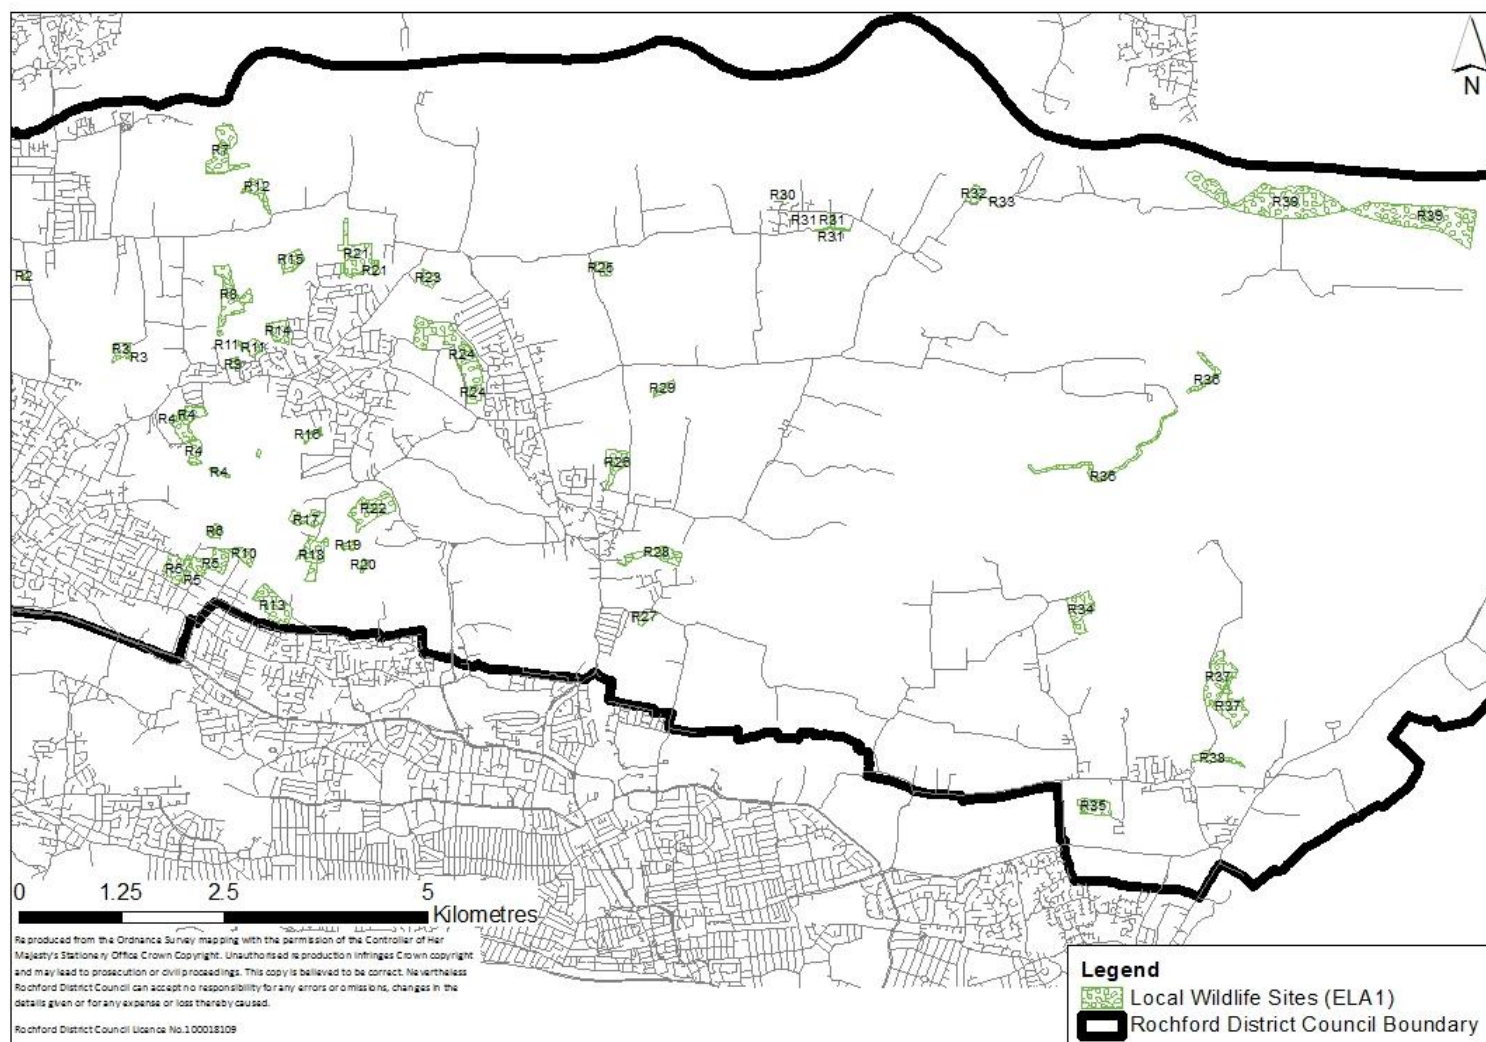 N
R7
R12
R30
R32
R33
R31 R31
R31
R39
R21
R15
R21
R2
R23
R25
R8
R14
R3
R3
R11
R11
R9
R24
R24
R29
R36
R4
R4
R16
R4
R4
R26
R36
R22
R17
R19
R18
R20
R10
R5
R5
R28
R13
R27
R34
R37
R37
R38
R35
0 1.25 2.5 5
Kilometres
Reproduced from the Ordnance Survey mapping with the permission of the Controller of Her
Majesty's Stationery Office Crown Copyright. Unauthorised reproduction infringes Crown copyright
and may lead to prosecution or civil proceedings. This copy is believed to be correct. Nevertheless
Rochford District Council can accept no responsibility for any errors or omissions, changes in the
details given or for any expense or loss thereby caused.
Rochford District Council Licence No.100018109
Legend
Local Wildlife Sites (ELA1)
Rochford District Council Boundary